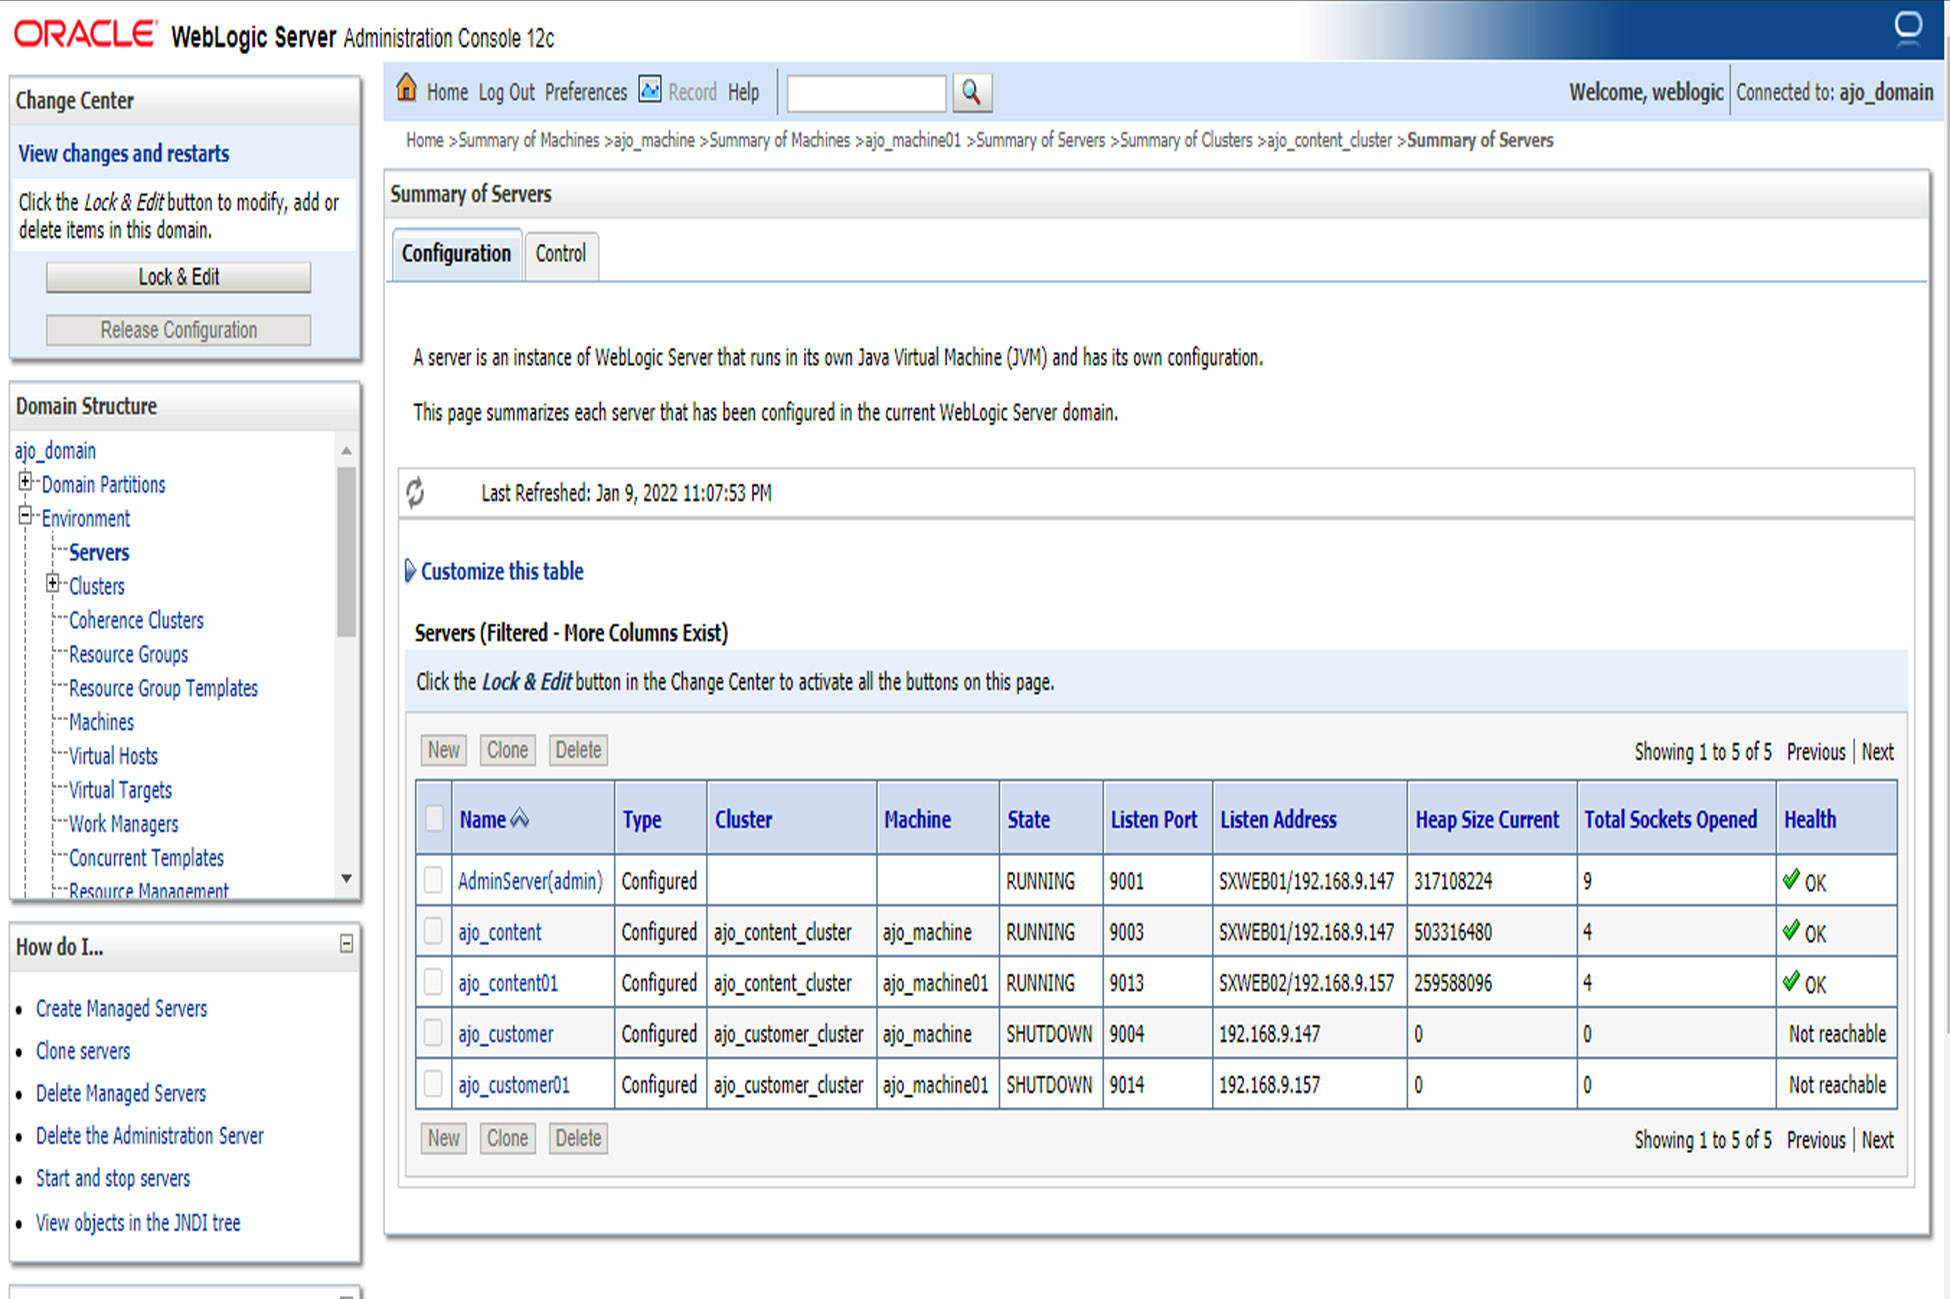 ORACLE WebLogic Server Administration Console 12c
Change Center
View changes and restarts
Click the Lock & Edit button to modify, add or
delete items in this domain.
Lock & Edit
Release Configuration
Domain Structure
ajo_domain
Domain Partitions
Environment
Servers
Clusters
Coherence Clusters
Resource Groups
Resource Group Templates
Machines
Virtual Hosts
Virtual Targets
Work Managers
Concurrent Templates
Resource Management
How do I...
Create Managed Servers
Clone servers
Delete Managed Servers
Delete the Administration Server
Start and stop servers
View objects in the JNDI tree
Home Log Out Preferences Record Help
Welcome, weblogic Connected to: ajo_domain
Home >Summary of Machines >ajo_machine >Summary of Machines >ajo_machine01 >Summary of Servers >Summary of Clusters >ajo_content_cluster >Summary of Servers
Summary of Servers
Configuration Control
A server is an instance of WebLogic Server that runs in its own Java Virtual Machine (JVM) and has its own configuration.
This page summarizes each server that has been configured in the current WebLogic Server domain.
Last Refreshed: Jan 9, 2022 11:07:53 PM
Customize this table
Servers (Filtered - More Columns Exist)
Click the Lock & Edit button in the Change Center to activate all the buttons on this page.
New Clone Delete Showing 1 to 5 of 5 Previous | Next
Name Type Cluster Machine State Listen Port Listen Address Heap Size Current Total Sockets Opened Health
AdminServer(admin) Configured RUNNING 9001 SXWEB01/192.168.9.147 317108224 9 OK
ajo_content Configured ajo_content_cluster ajo_machine RUNNING 9003 SXWEB01/192.168.9.147 503316480 4 OK
ajo_content01 Configured ajo_content_cluster ajo_machine01 RUNNING 9013 SXWEB02/192.168.9.157 259588096 4 OK
ajo_customer Configured ajo_customer_cluster ajo_machine SHUTDOWN 9004 192.168.9.147 0 0 Not reachable
ajo_customer01 Configured ajo_customer_cluster ajo_machine01 SHUTDOWN 9014 192.168.9.157 0 0 Not reachable
New Clone Delete Showing 1 to 5 of 5 Previous | Next